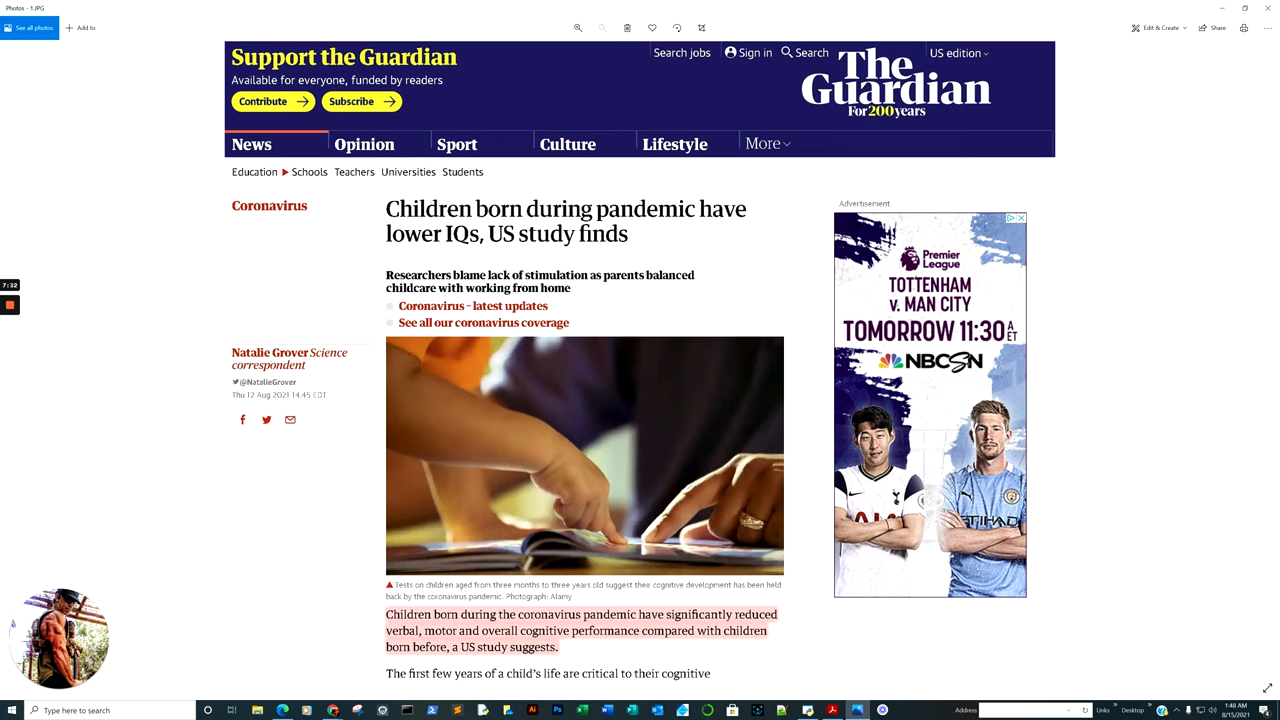 Photos - 1.JPG
See all photos
Add to
Edit & Create
Share
Support the Guardian
Available for everyone, funded by readers
Contribute
Subscribe
Search jobs
Sign in
Search
US edition
The
Guardian
For 200 years
News
Opinion
Sport
Culture
Lifestyle
More
Education
Schools
Teachers
Universities
Students
Coronavirus
Children born during pandemic have
lower IQs, US study finds
Researchers blame lack of stimulation as parents balanced
childcare with working from home
Coronavirus – latest updates
See all our coronavirus coverage
Natalie Grover Science
correspondent
@NatalieGrover
Thu 12 Aug 2021 14.45 EDT
Tests on children aged from three months to three years old suggest their cognitive development has been held
back by the coronavirus pandemic. Photograph: Alamy
Children born during the coronavirus pandemic have significantly reduced
verbal, motor and overall cognitive performance compared with children
born before, a US study suggests.
The first few years of a child's life are critical to their cognitive
Advertisement
Premier
League
TOTTENHAM
V. MAN CITY
TOMORROW 11:30 A ET
NBCSN
AIA
ETIHAD
7:32
Type here to search
Address
Links
Desktop
1:48 AM
8/15/2021